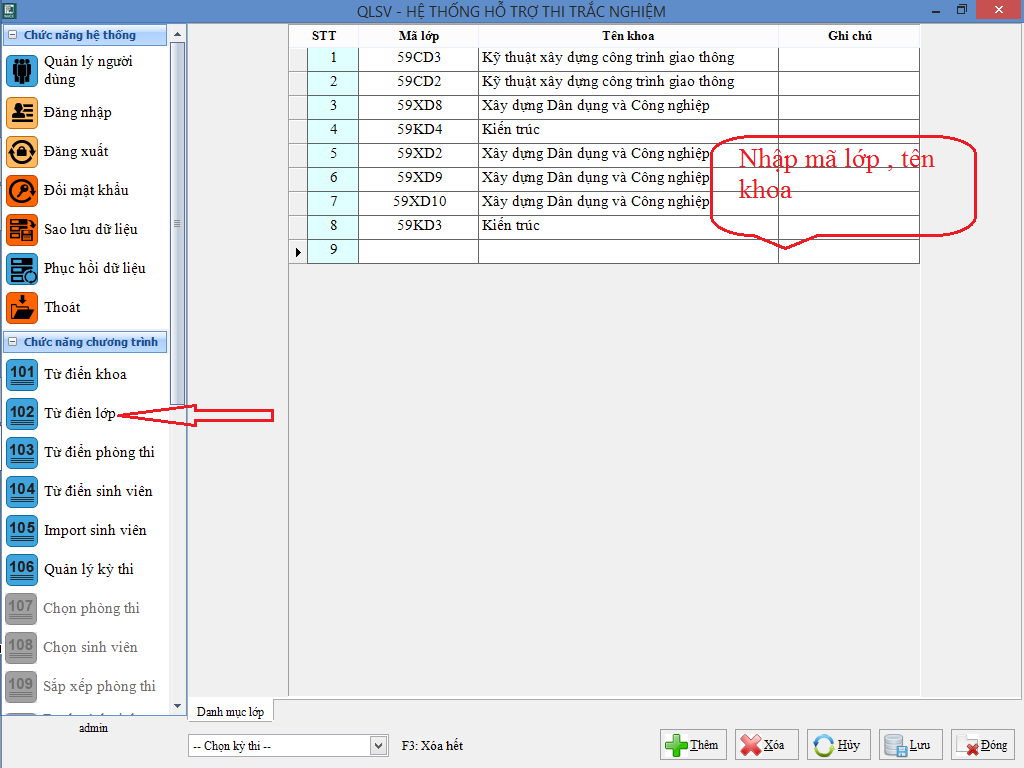 QLSV - HỆ THỐNG HỖ TRỢ THI TRẮC NGHIỆM
Chức năng hệ thống
Quản lý người
dùng
Đăng nhập
Đăng xuất
Đổi mật khẩu
Sao lưu dữ liệu
Phục hồi dữ liệu
Thoát
Chức năng chương trình
101 Từ điển khoa
102 Từ điên lớp
103 Từ điển phòng thi
104 Từ điển sinh viên
105 Import sinh viên
106 Quản lý kỳ thi
107 Chọn phòng thi
108 Chọn sinh viên
109 Sắp xếp phòng thi
admin
STT Mã lớp Tên khoa Ghi chú
1 59CD3 Kỹ thuật xây dựng công trình giao thông
2 59CD2 Kỹ thuật xây dựng công trình giao thông
3 59XD8 Xây dựng Dân dụng và Công nghiệp
4 59KD4 Kiến trúc
5 59XD2 Xây dựng Dân dụng và Công nghiệp
6 59XD9 Xây dựng Dân dụng và Công nghiệp
7 59XD10 Xây dựng Dân dụng và Công nghiệp
8 59KD3 Kiến trúc
9
Nhập mã lớp , tên
khoa
Danh mục lớp
-- Chọn kỳ thi -- F3: Xóa hết
Thêm Xóa Hủy Lưu Đóng